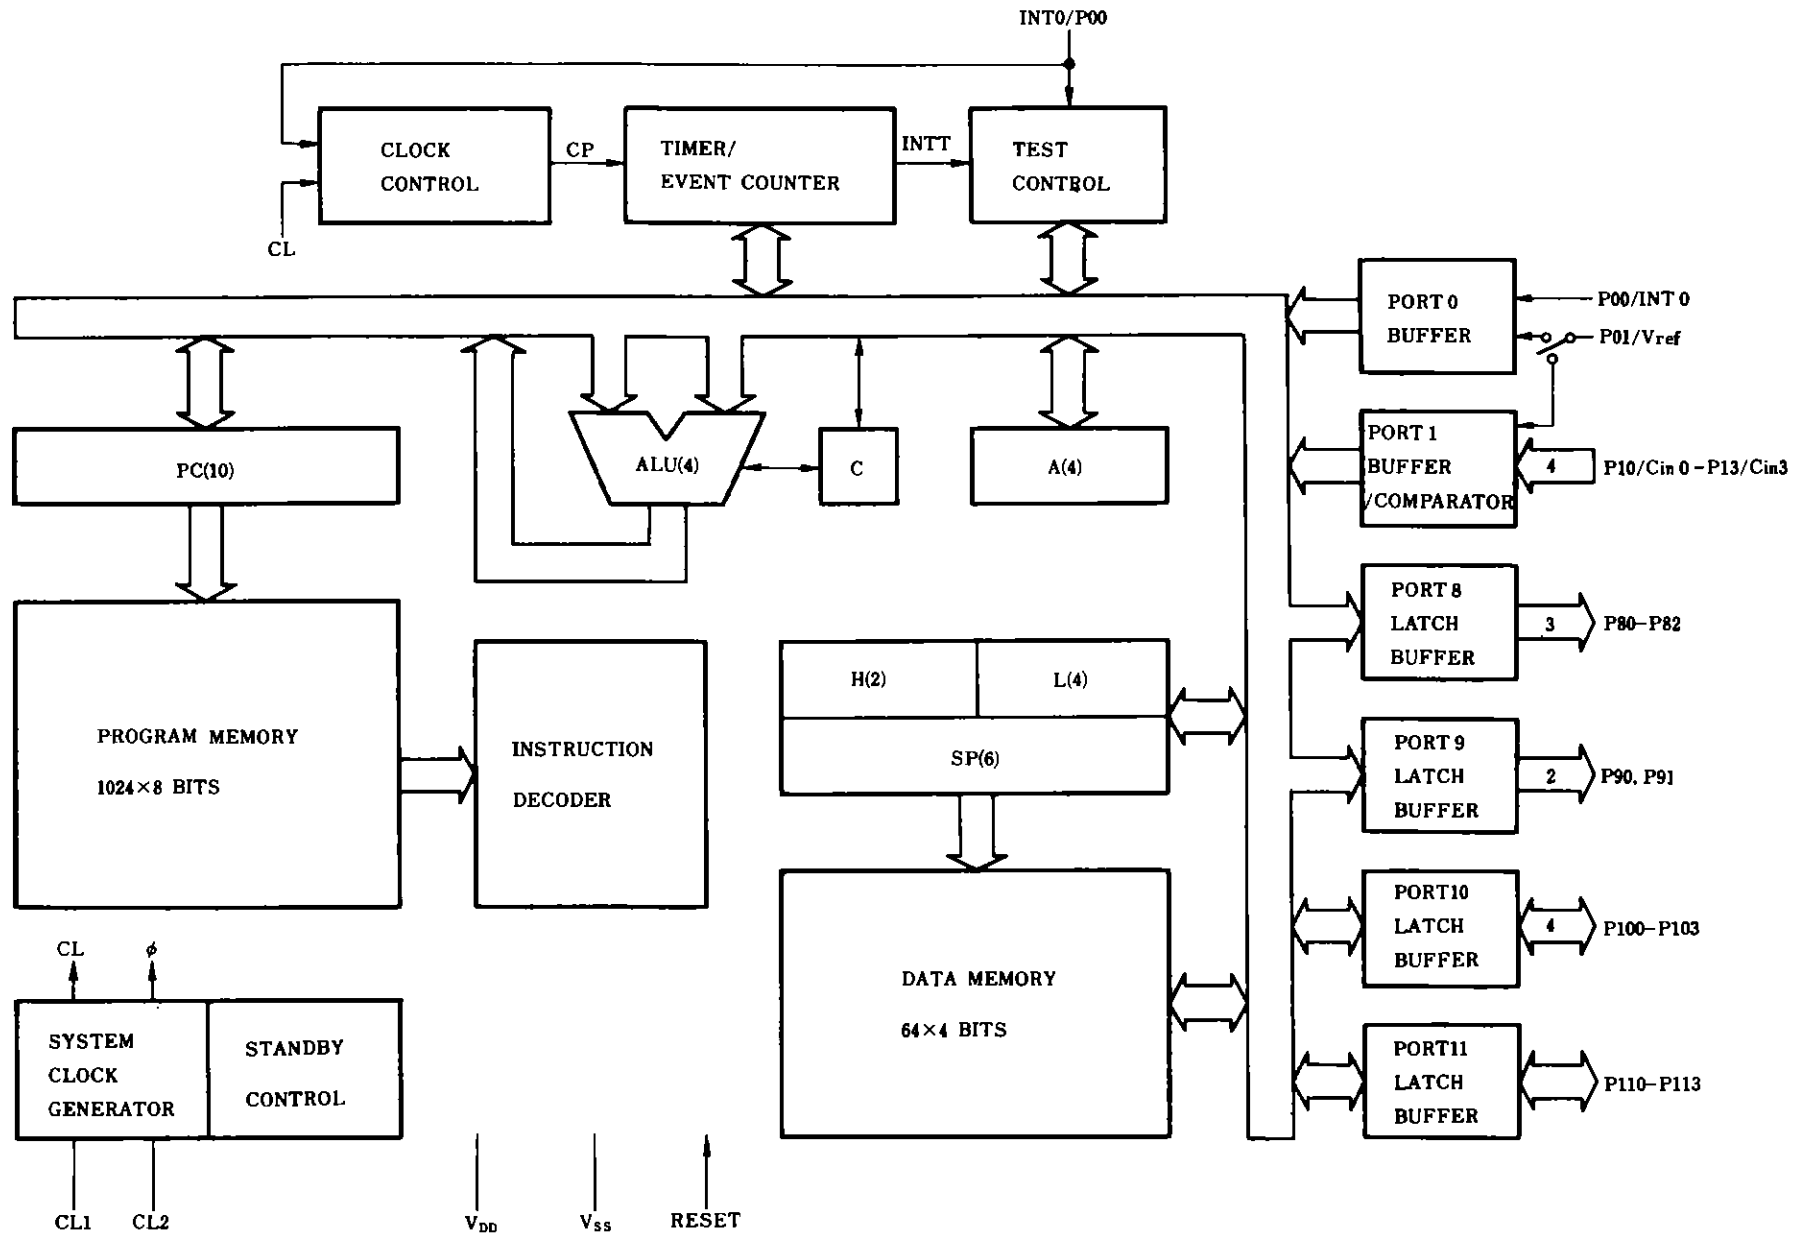 INT0/P00
CLOCK
CONTROL
CP
TIMER/
EVENT COUNTER
INTT
TEST
CONTROL
CL
PORT 0
BUFFER
P00/INT 0
P01/Vref
PC(10)
ALU(4)
C
A(4)
PORT 1
BUFFER
/COMPARATOR
4
P10/Cin 0-P13/Cin3
PORT 8
LATCH
BUFFER
3
P80-P82
PROGRAM MEMORY
1024×8 BITS
INSTRUCTION
DECODER
H(2)
L(4)
SP(6)
PORT 9
LATCH
BUFFER
2
P90, P91
PORT10
LATCH
BUFFER
4
P100-P103
CL
ϕ
DATA MEMORY
64×4 BITS
SYSTEM
CLOCK
GENERATOR
STANDBY
CONTROL
PORT11
LATCH
BUFFER
P110-P113
CL1
CL2
VDD
VSS
RESET